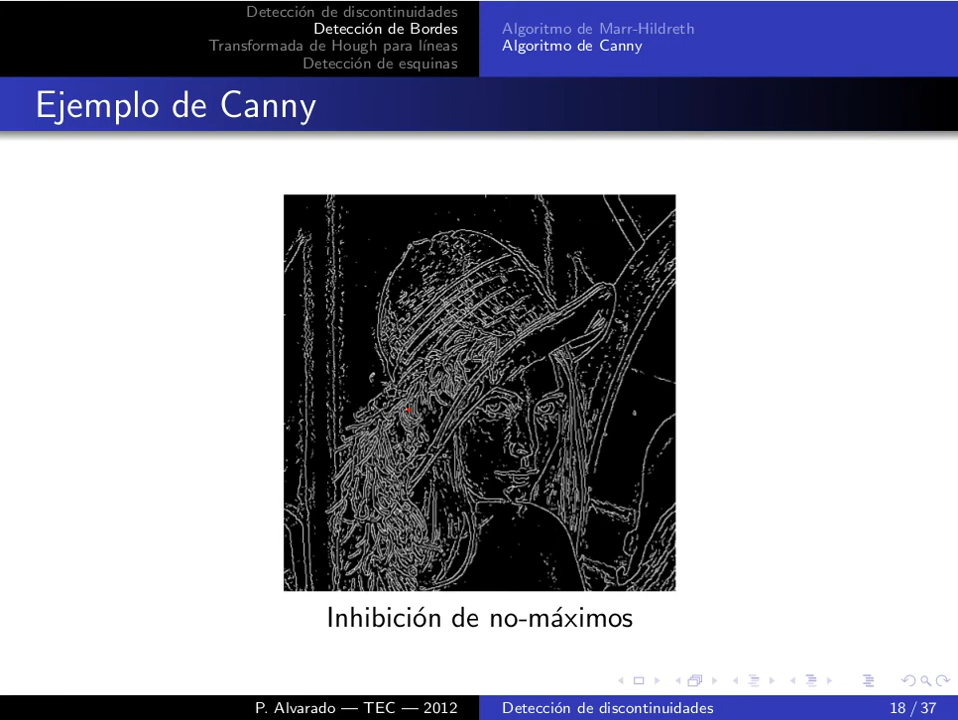 Detección de discontinuidades
Detección de Bordes
Transformada de Hough para líneas
Detección de esquinas
Algoritmo de Marr-Hildreth
Algoritmo de Canny
Ejemplo de Canny
Inhibición de no-máximos
P. Alvarado — TEC — 2012
Detección de discontinuidades
18 / 37